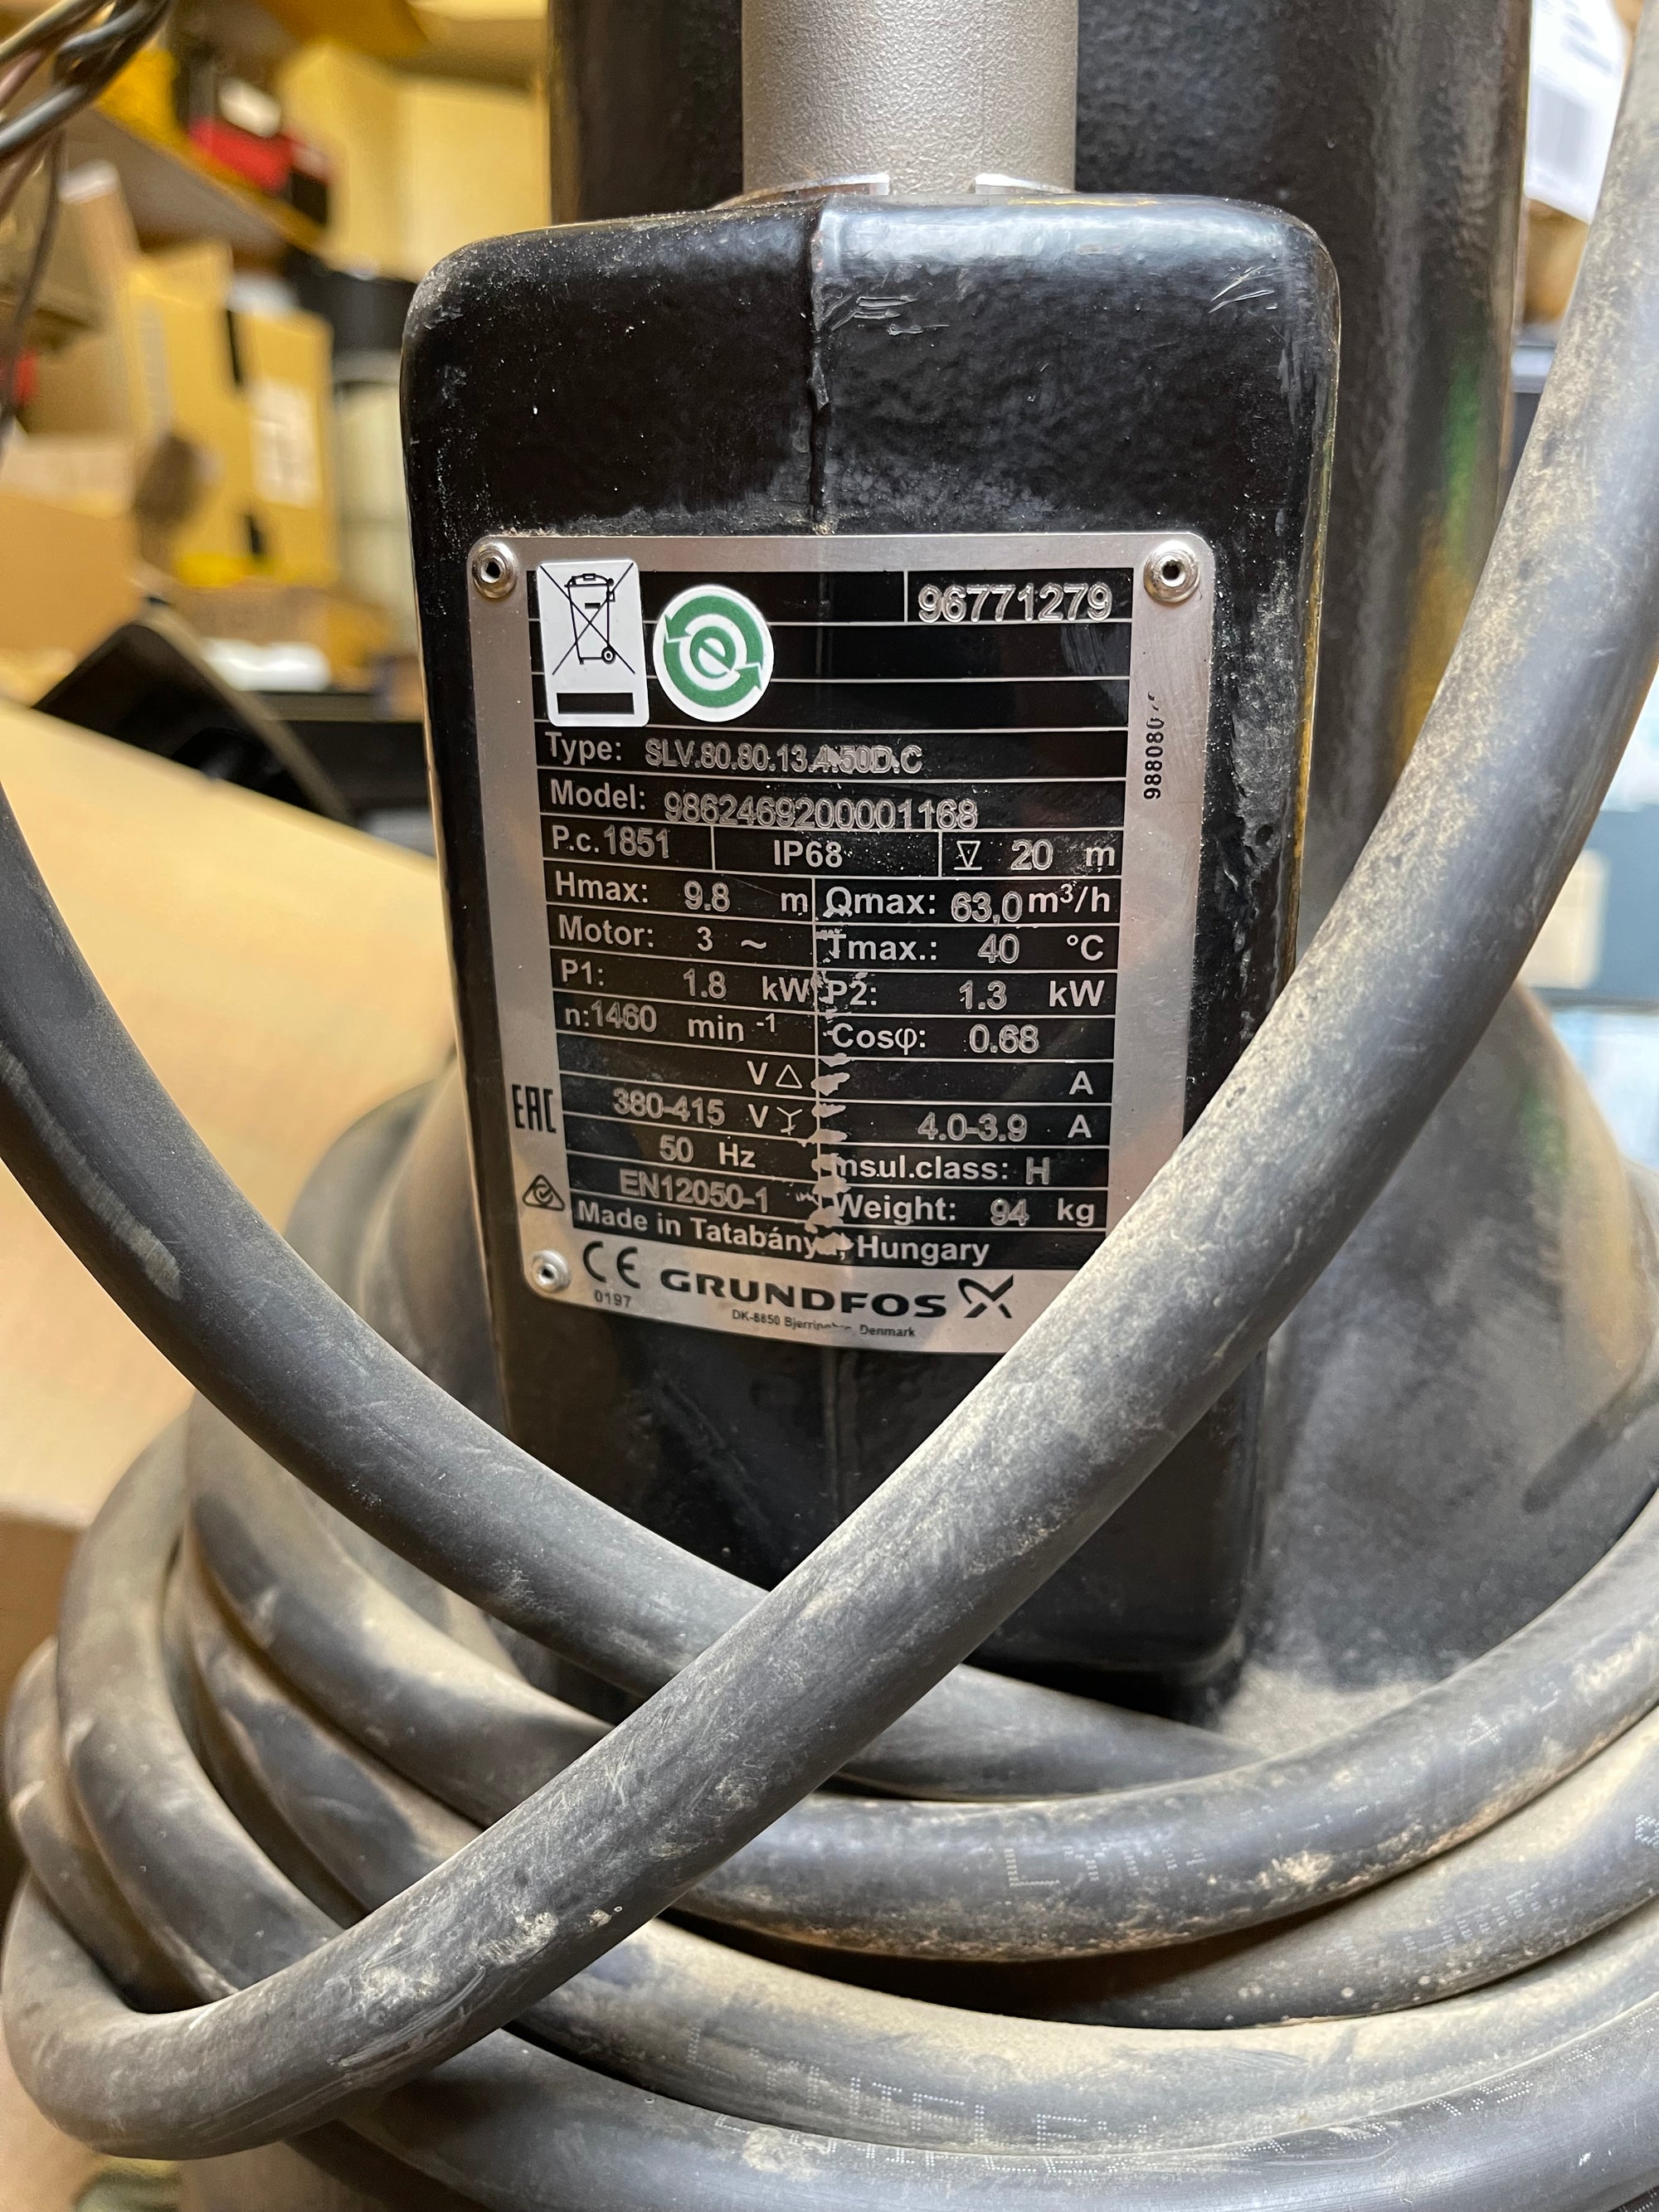 96771279
Type: SLV.80.80.13.4.50D.C
Model: 9862469200001168
P.c. 1851 IP68 20 m
Hmax: 9.8 m Qmax: 63,0 m³/h
Motor: 3 ~ Tmax.: 40 °C
P1: 1.8 kW P2: 1.3 kW
n: 1460 min⁻¹ Cosφ: 0.68
V △ A
380-415 V 4.0-3.9 A
50 Hz Insul.class: H
EN12050-1 Weight: 94 kg
Made in Tatabánya, Hungary
EAC
CE GRUNDFOS
0197
DK-8850 Denmark
e